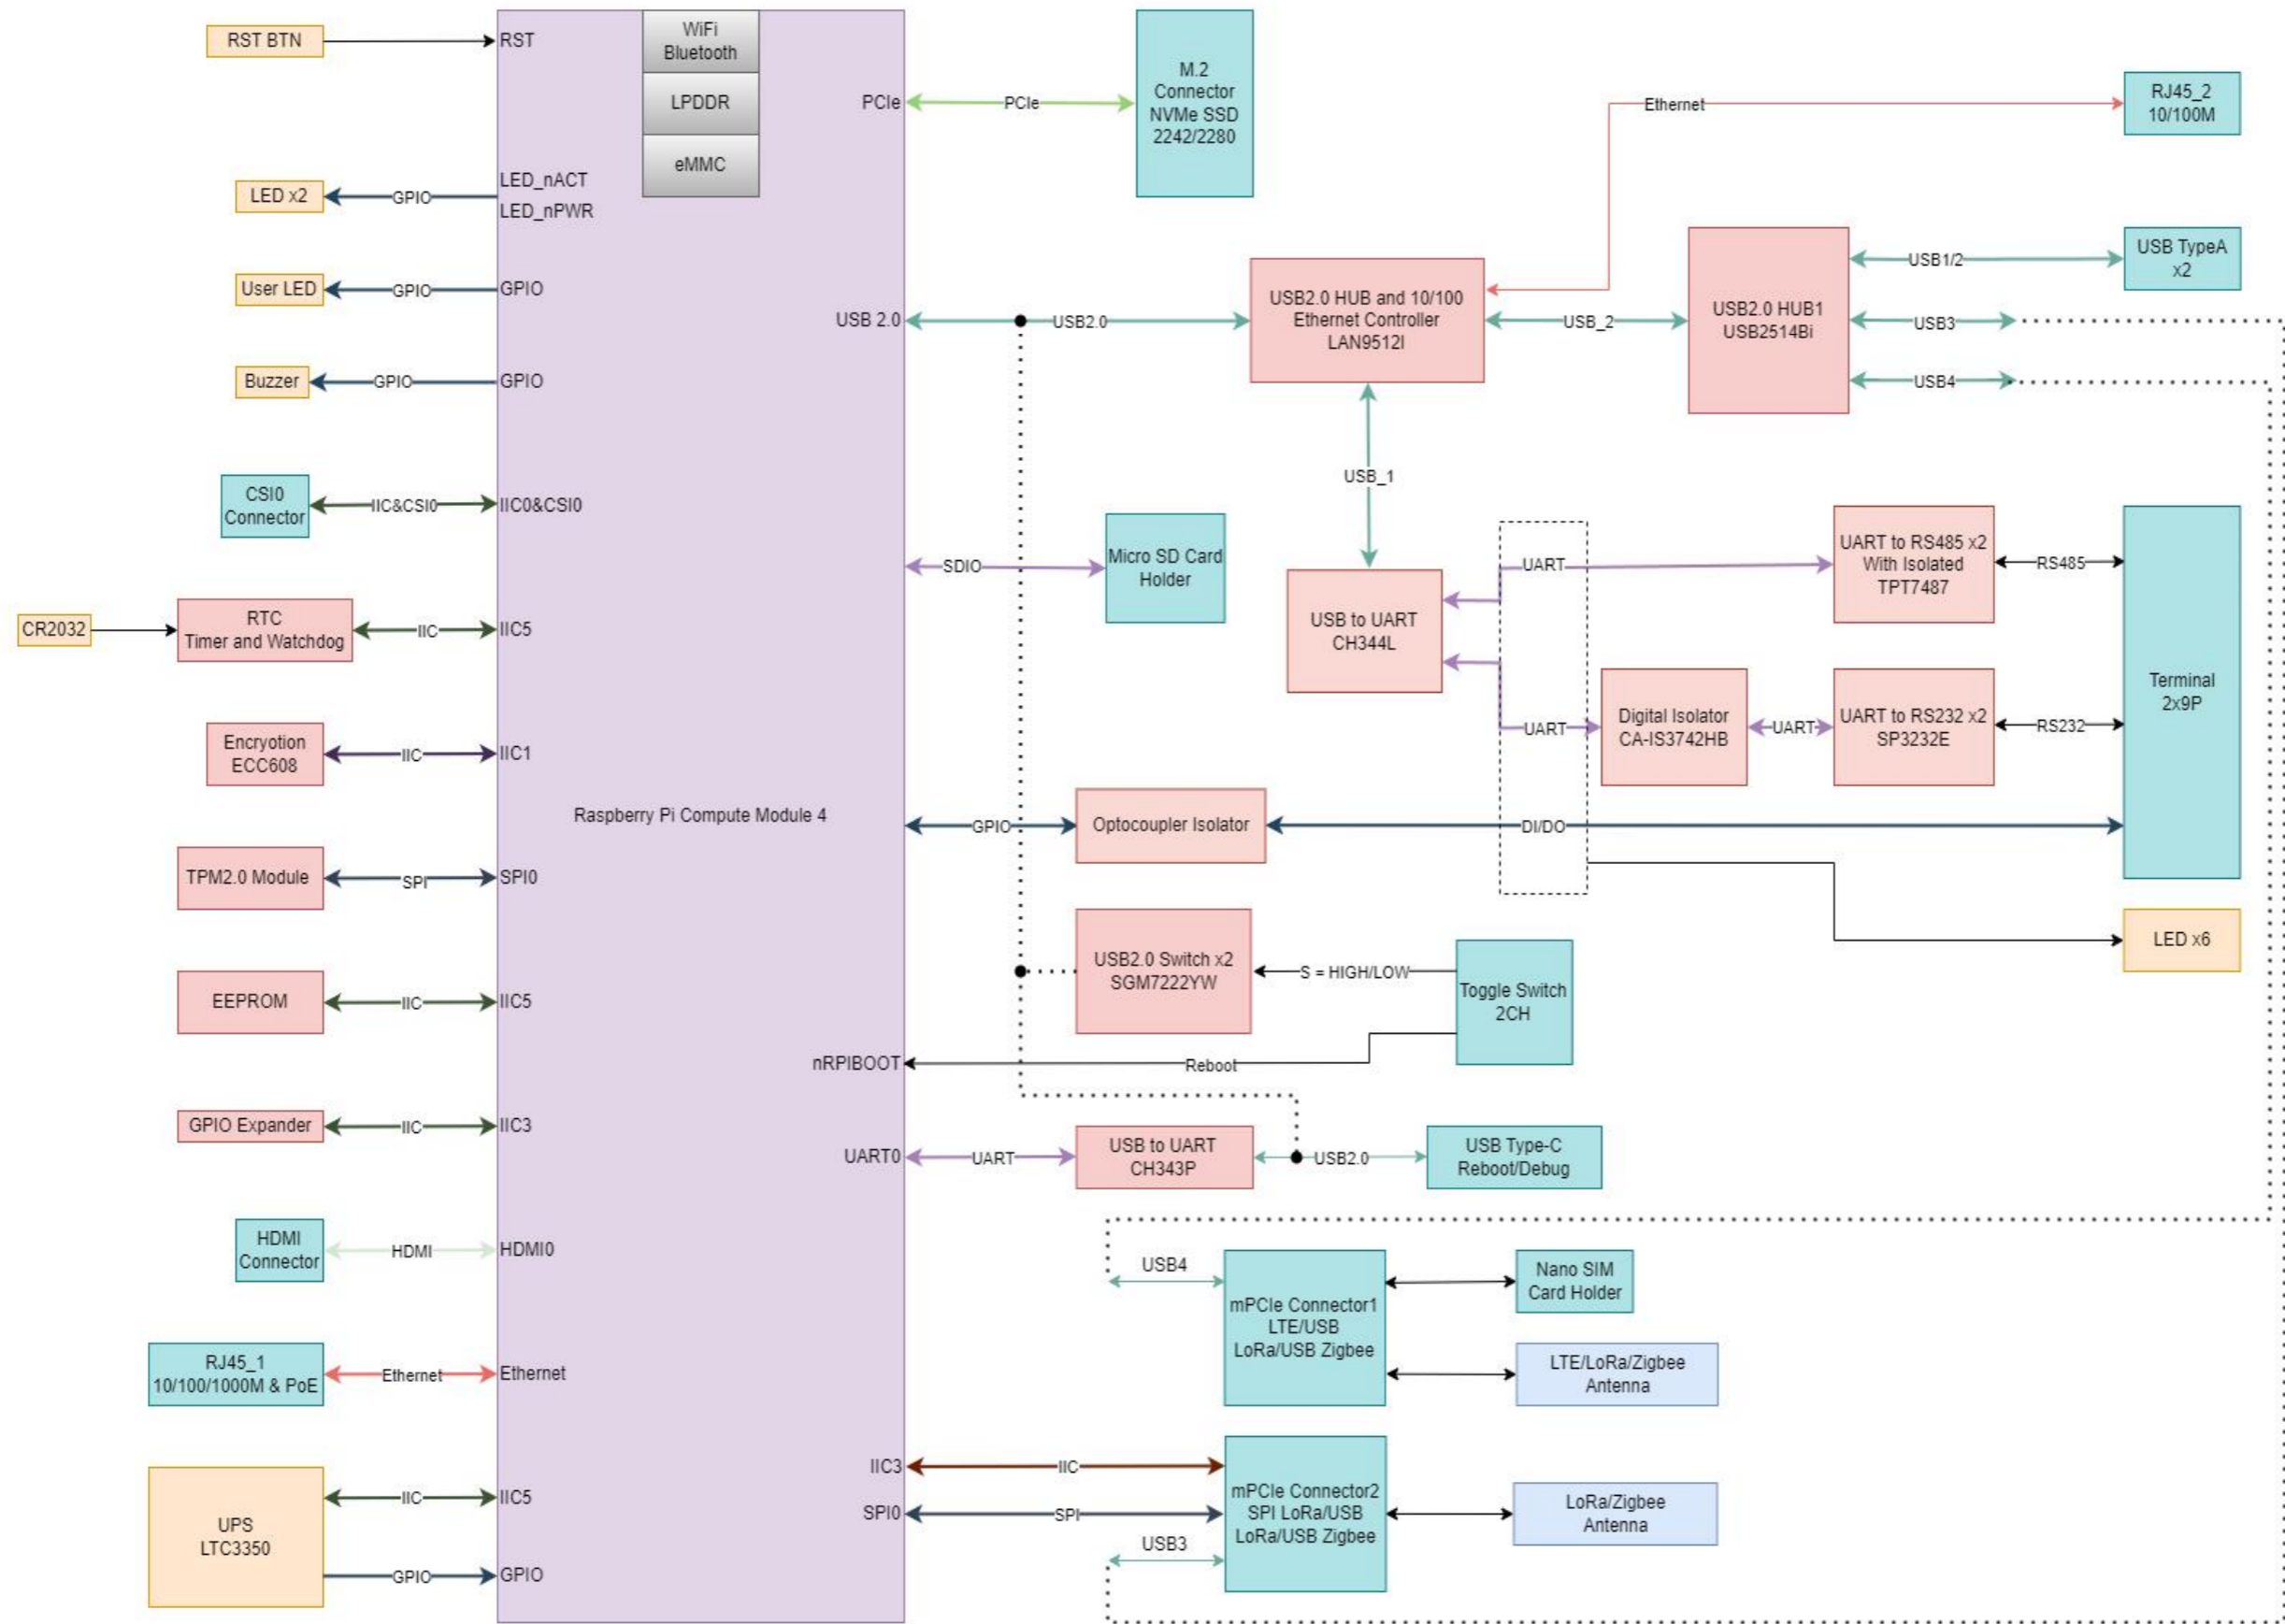 RST BTN
RST
WiFi
Bluetooth
LPDDR
eMMC
PCIe
PCIe
M.2
Connector
NVMe SSD
2242/2280
Ethernet
RJ45_2
10/100M
LED x2
GPIO
LED_nACT
LED_nPWR
User LED
GPIO
GPIO
Buzzer
GPIO
GPIO
USB 2.0
USB2.0
USB2.0 HUB and 10/100
Ethernet Controller
LAN9512I
USB_2
USB2.0 HUB1
USB2514Bi
USB1/2
USB TypeA
x2
USB3
USB4
USB_1
CSI0
Connector
IIC&CSI0
IIC0&CSI0
SDIO
Micro SD Card
Holder
USB to UART
CH344L
UART
UART to RS485 x2
With Isolated
TPT7487
RS485
Terminal
2x9P
CR2032
RTC
Timer and Watchdog
IIC
IIC5
UART
Digital Isolator
CA-IS3742HB
UART
UART to RS232 x2
SP3232E
RS232
Encryotion
ECC608
IIC
IIC1
Raspberry Pi Compute Module 4
GPIO
Optocoupler Isolator
DI/DO
TPM2.0 Module
SPI
SPI0
LED x6
USB2.0 Switch x2
SGM7222YW
S = HIGH/LOW
Toggle Switch
2CH
EEPROM
IIC
IIC5
nRPIBOOT
Reboot
GPIO Expander
IIC
IIC3
UART0
UART
USB to UART
CH343P
USB2.0
USB Type-C
Reboot/Debug
HDMI
Connector
HDMI
HDMI0
USB4
mPCIe Connector1
LTE/USB
LoRa/USB Zigbee
Nano SIM
Card Holder
LTE/LoRa/Zigbee
Antenna
RJ45_1
10/100/1000M & PoE
Ethernet
Ethernet
IIC3
IIC
SPI0
SPI
USB3
mPCIe Connector2
SPI LoRa/USB
LoRa/USB Zigbee
LoRa/Zigbee
Antenna
UPS
LTC3350
IIC
IIC5
GPIO
GPIO